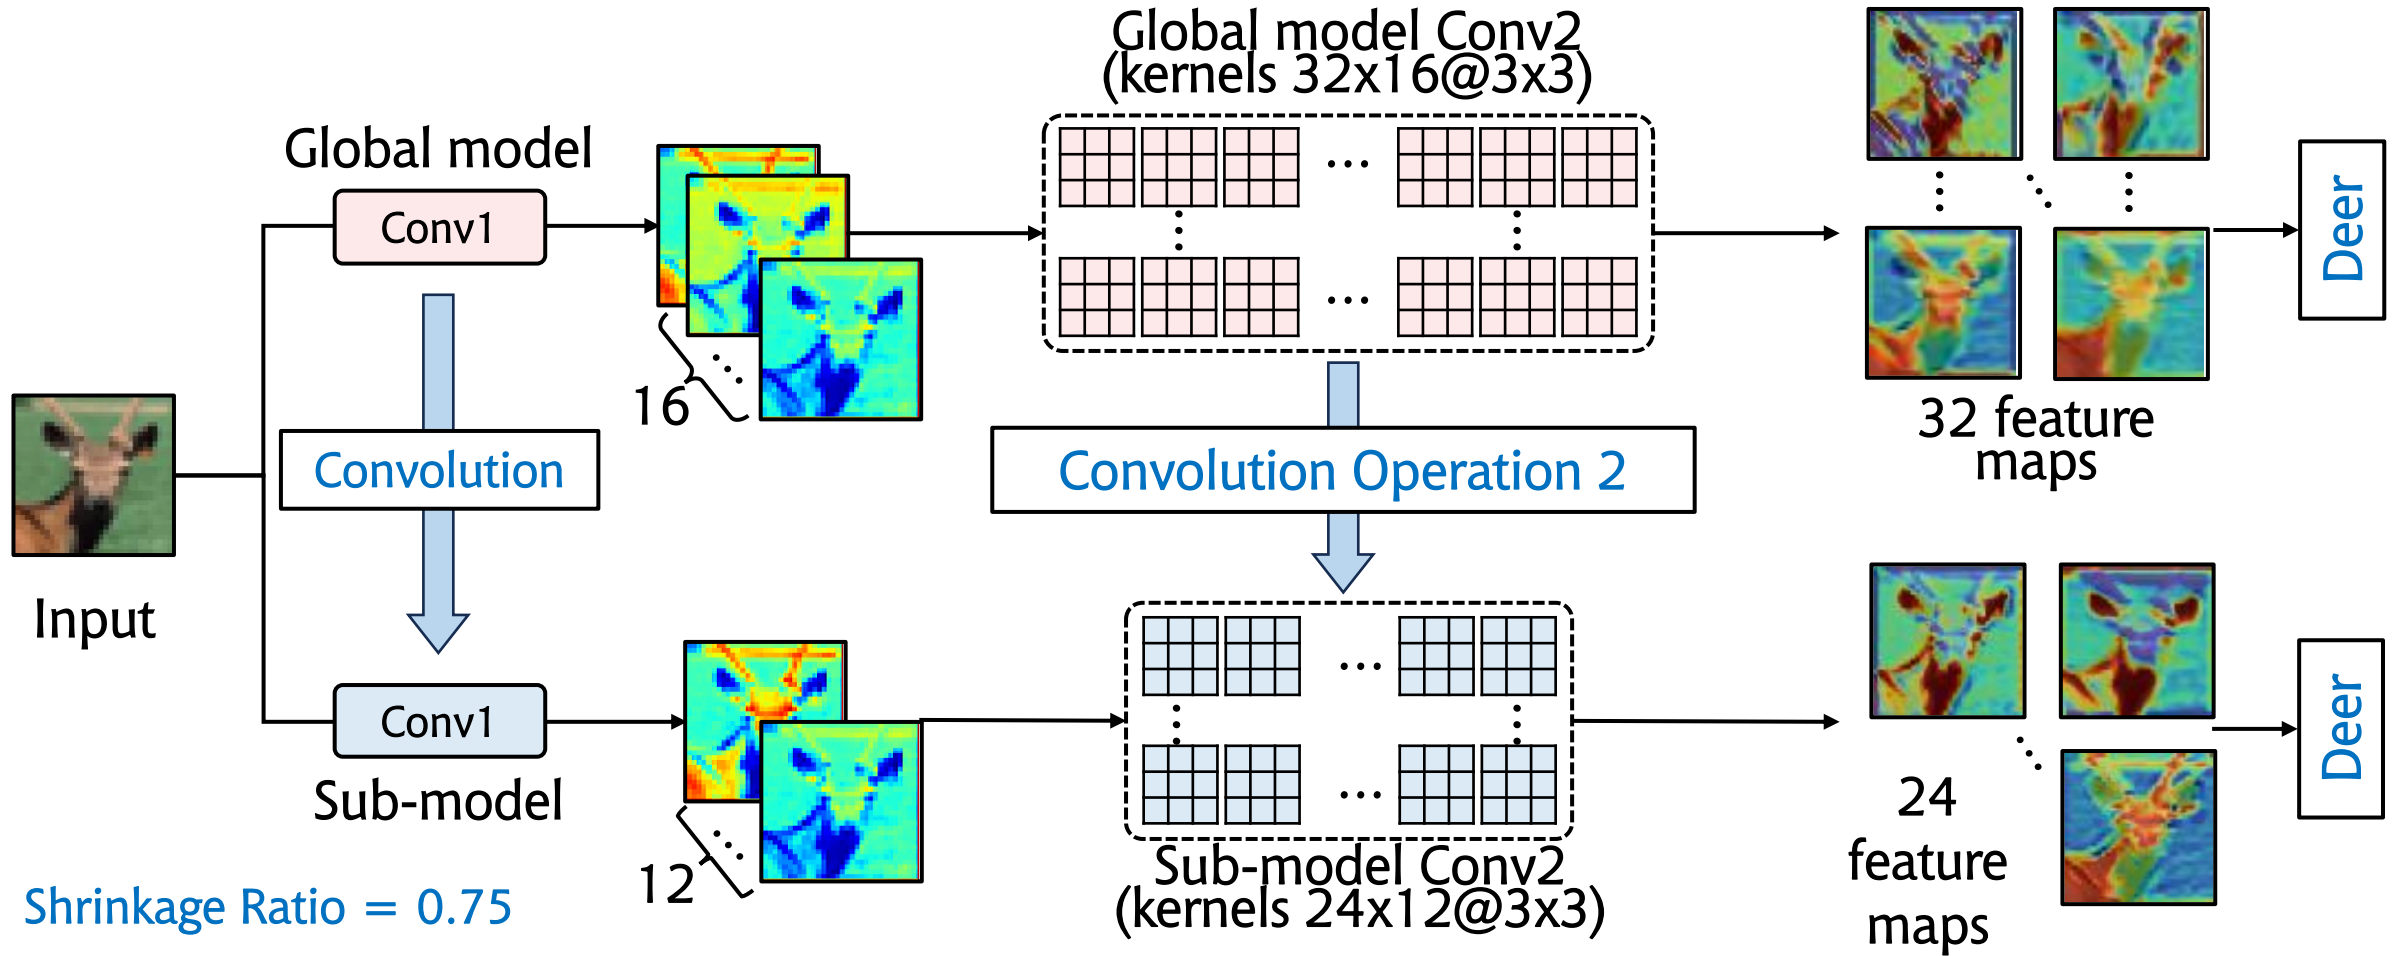 Global model Conv2
(kernels 32x16@3x3)
Global model
Conv1
16
32 feature
maps
Deer
Convolution
Convolution Operation 2
Input
Conv1
Sub-model
12
Sub-model Conv2
(kernels 24x12@3x3)
24
feature
maps
Deer
Shrinkage Ratio = 0.75